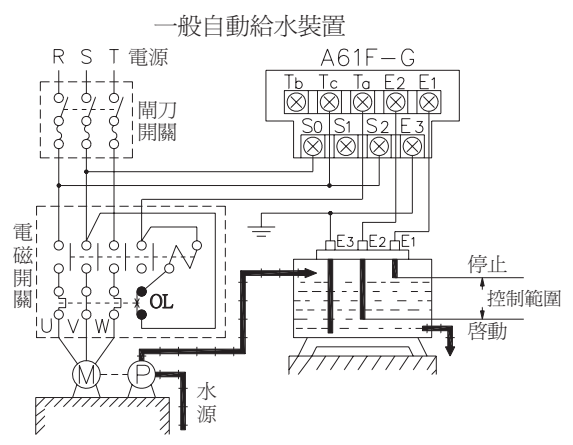 一般自動給水裝置
R S T 電源
A61F-G
Tb Tc Ta E2 E1
閘刀
開關
S0 S1 S2 E3
電磁開關
E3 E2 E1
停止
控制範圍
啓動
OL
U V W
M P
水源